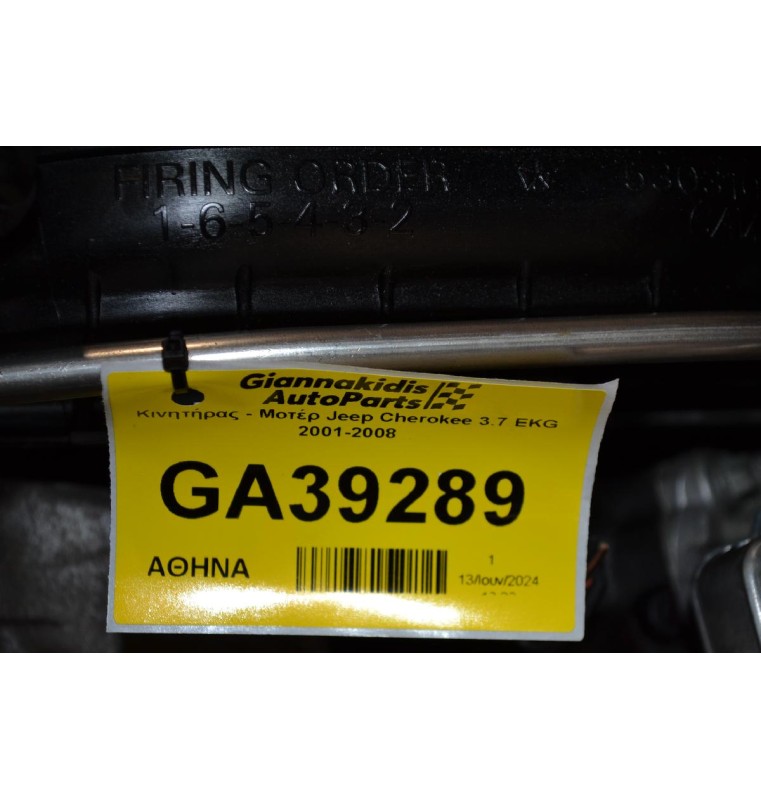 FIRING ORDER
1-6-5-4-3-2
Giannakidis
AutoParts
Κινητήρας - Μοτέρ Jeep Cherokee 3.7 EKG
2001-2008
GA39289
ΑΘΗΝΑ
1
13/Ιουν/2024